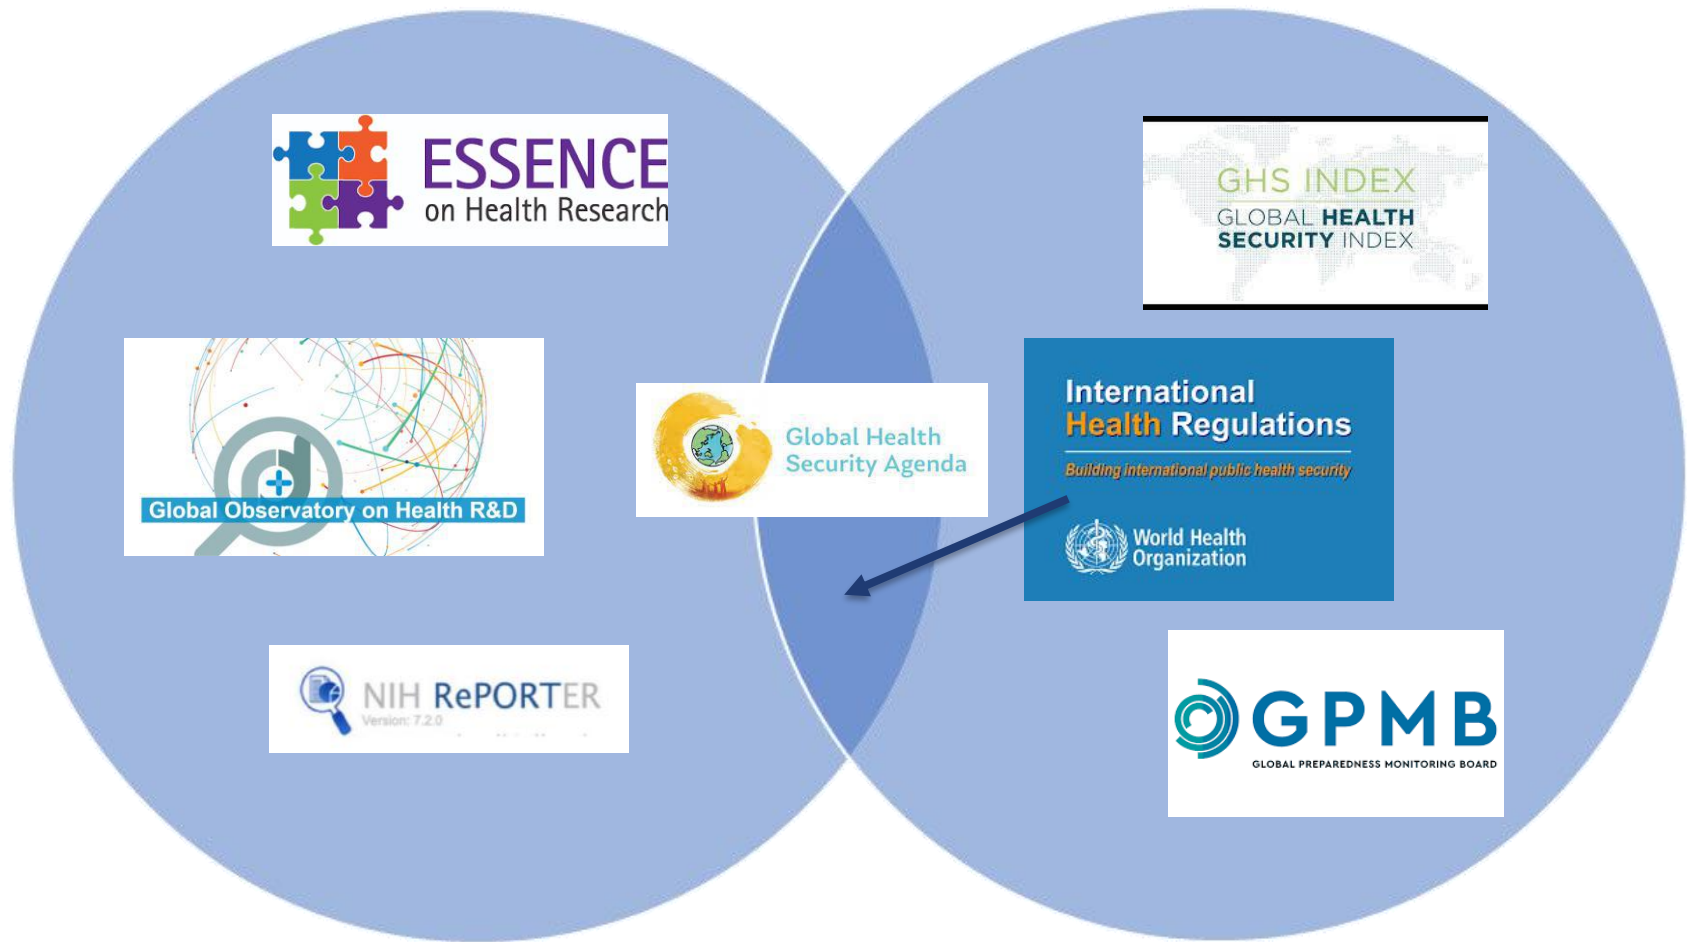 ESSENCE
on Health Research
GHS INDEX
GLOBAL HEALTH
SECURITY INDEX
Global Observatory on Health R&D
Global Health
Security Agenda
International
Health Regulations
Building international public health security
World Health
Organization
NIH RePORTER
Version: 7.2.0
GPMB
GLOBAL PREPAREDNESS MONITORING BOARD